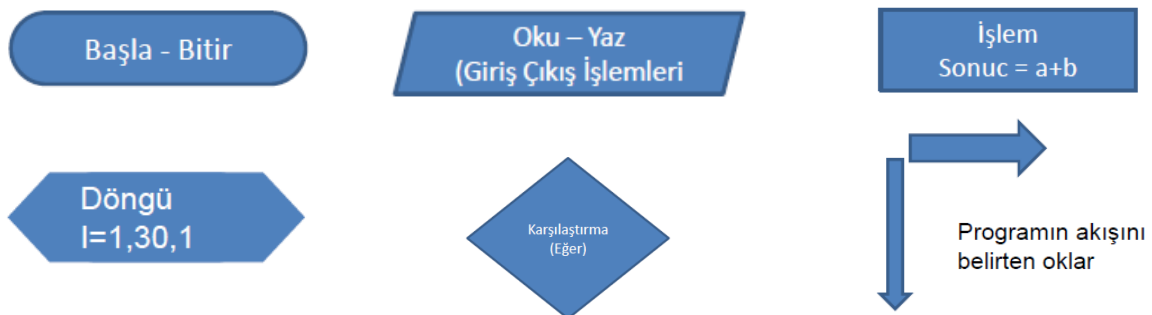 Başla - Bitir
Oku – Yaz
(Giriş Çıkış İşlemleri
İşlem
Sonuc = a+b
Döngü
I=1,30,1
Karşılaştırma
(Eğer)
Programın akışını
belirten oklar